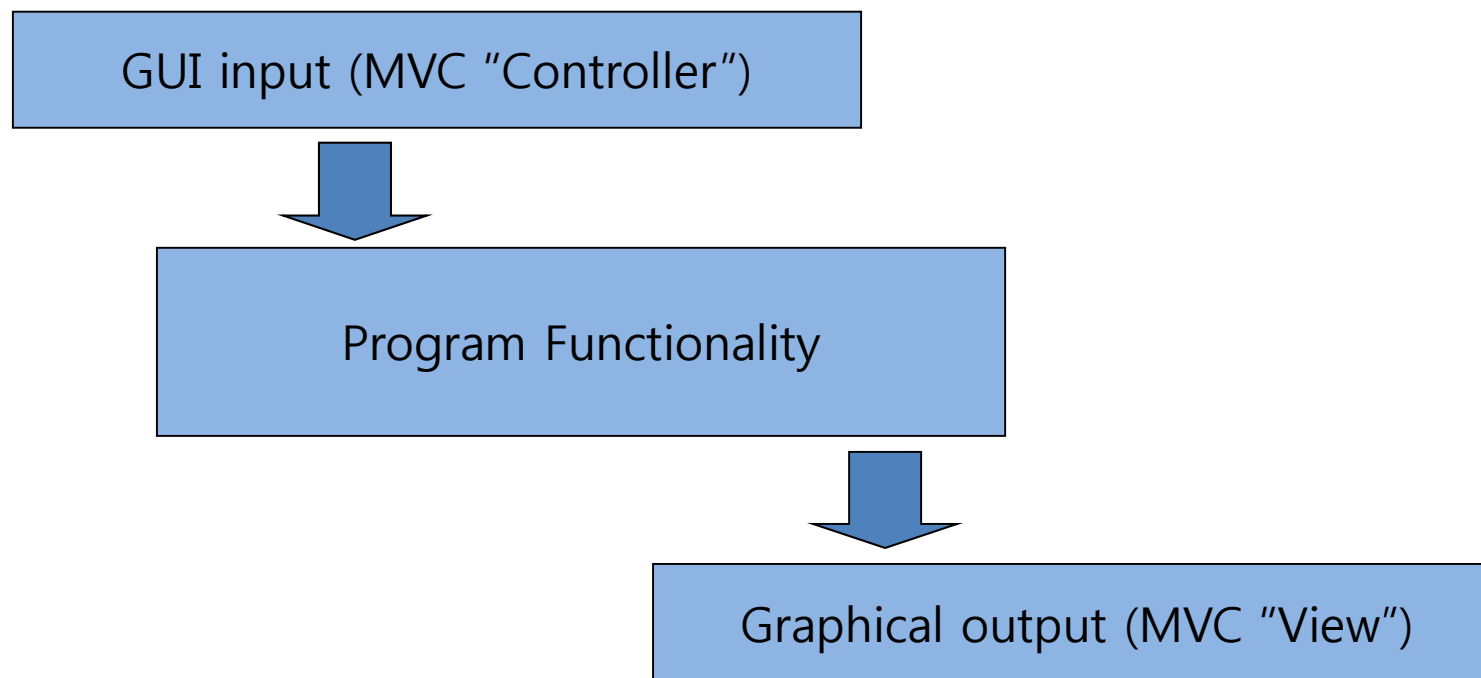 GUI input (MVC "Controller")
Program Functionality
Graphical output (MVC "View")